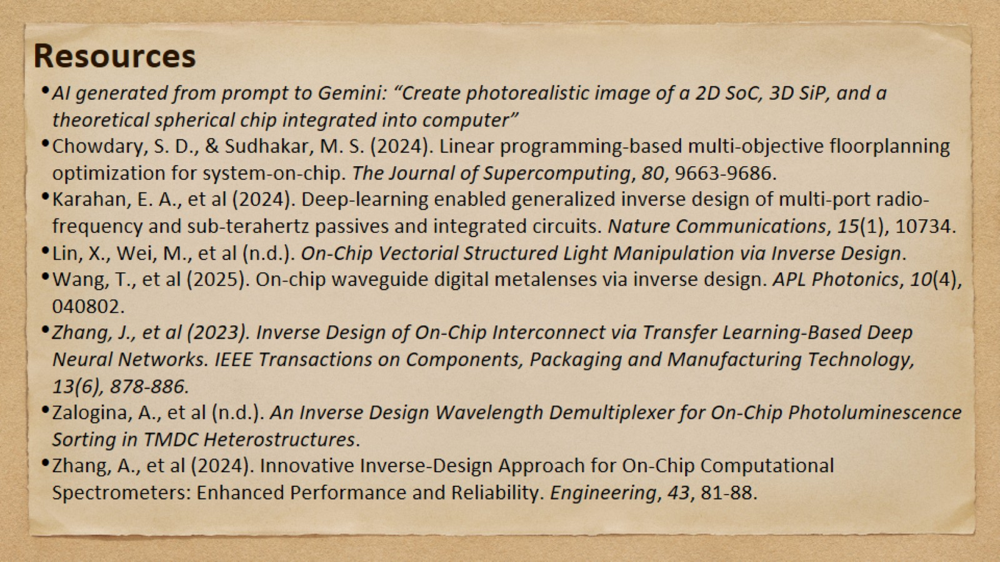 Resources
•AI generated from prompt to Gemini: “Create photorealistic image of a 2D SoC, 3D SiP, and a
theoretical spherical chip integrated into computer”
•Chowdary, S. D., & Sudhakar, M. S. (2024). Linear programming-based multi-objective floorplanning
optimization for system-on-chip. The Journal of Supercomputing, 80, 9663-9686.
•Karahan, E. A., et al (2024). Deep-learning enabled generalized inverse design of multi-port radio-
frequency and sub-terahertz passives and integrated circuits. Nature Communications, 15(1), 10734.
•Lin, X., Wei, M., et al (n.d.). On-Chip Vectorial Structured Light Manipulation via Inverse Design.
•Wang, T., et al (2025). On-chip waveguide digital metalenses via inverse design. APL Photonics, 10(4),
040802.
•Zhang, J., et al (2023). Inverse Design of On-Chip Interconnect via Transfer Learning-Based Deep
Neural Networks. IEEE Transactions on Components, Packaging and Manufacturing Technology,
13(6), 878-886.
•Zalogina, A., et al (n.d.). An Inverse Design Wavelength Demultiplexer for On-Chip Photoluminescence
Sorting in TMDC Heterostructures.
•Zhang, A., et al (2024). Innovative Inverse-Design Approach for On-Chip Computational
Spectrometers: Enhanced Performance and Reliability. Engineering, 43, 81-88.